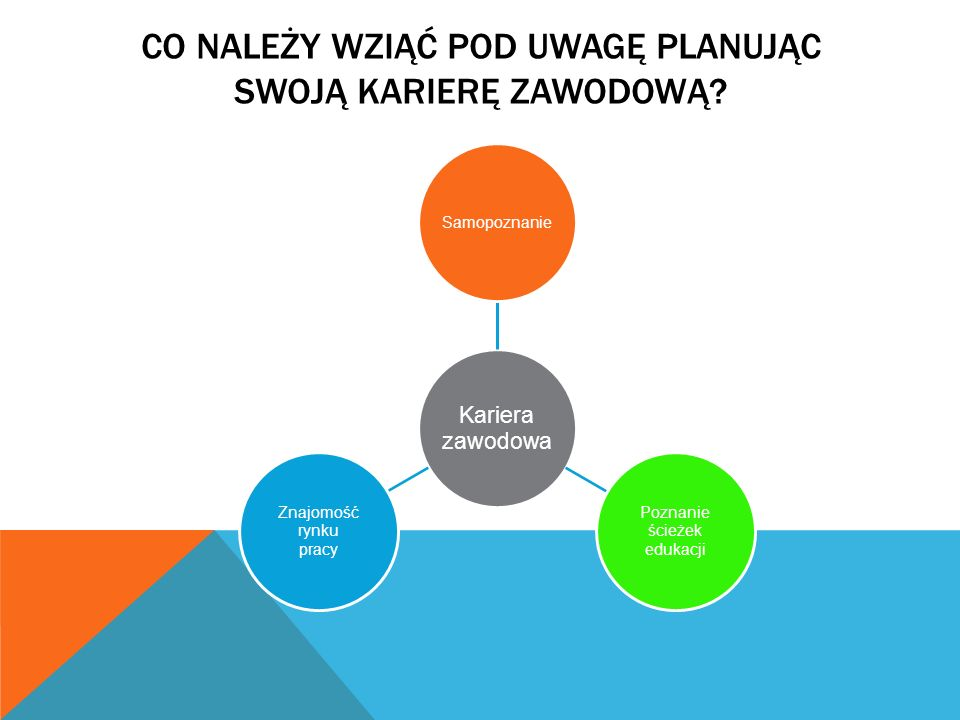 CO NALEŻY WZIĄĆ POD UWAGĘ PLANUJĄC
SWOJĄ KARIERĘ ZAWODOWĄ?
Samopoznanie
Kariera
zawodowa
Znajomość
rynku
pracy
Poznanie
ścieżek
edukacji